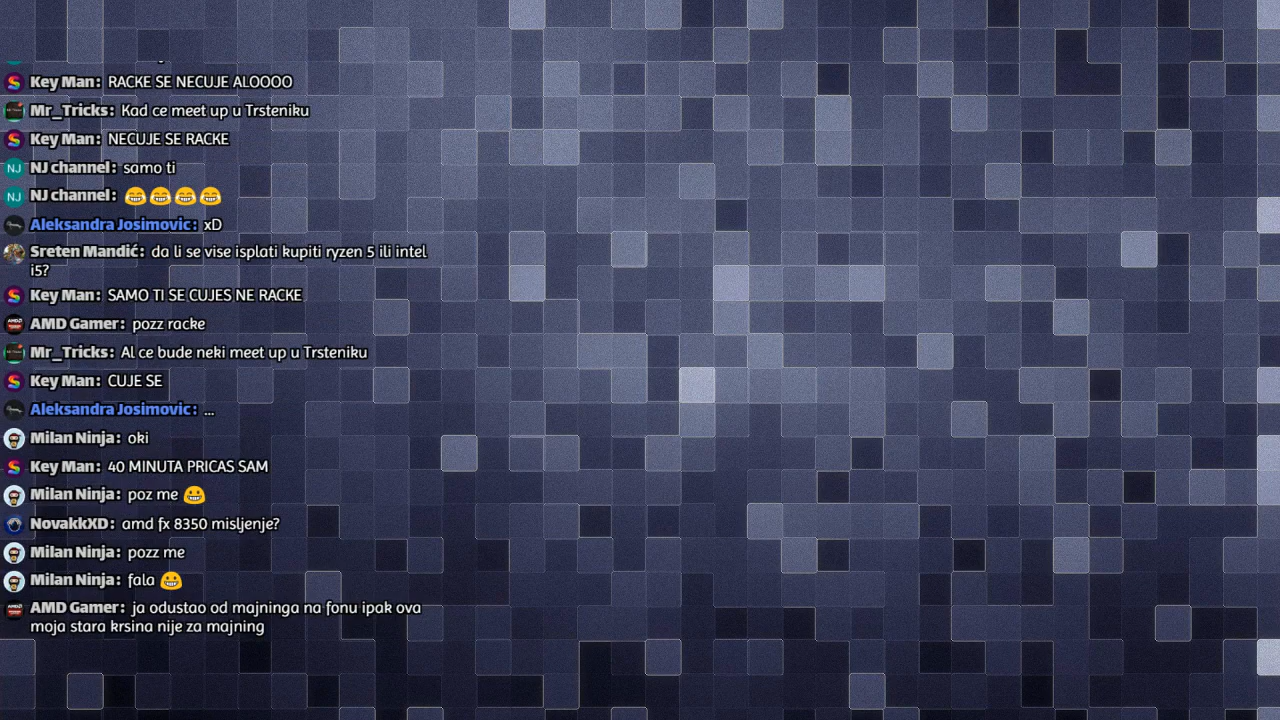 Key Man: RACKE SE NECUJE ALOOOO
Mr_Tricks: Kad ce meet up u Trsteniku
Key Man: NECUJE SE RACKE
NJ NJ channel: samo ti
NJ NJ channel: 😁😁😁😁
Aleksandra Josimovic: xD
Sreten Mandić: da li se vise isplati kupiti ryzen 5 ili intel
i5?
Key Man: SAMO TI SE CUJES NE RACKE
AMD Gamer: pozz racke
Mr_Tricks: Al ce bude neki meet up u Trsteniku
Key Man: CUJE SE
Aleksandra Josimovic: ...
Milan Ninja: oki
Key Man: 40 MINUTA PRICAS SAM
Milan Ninja: poz me 😀
NovakkXD: amd fx 8350 misljenje?
Milan Ninja: pozz me
Milan Ninja: fala 😀
AMD Gamer: ja odustao od majninga na fonu ipak ova
moja stara krsina nije za majning